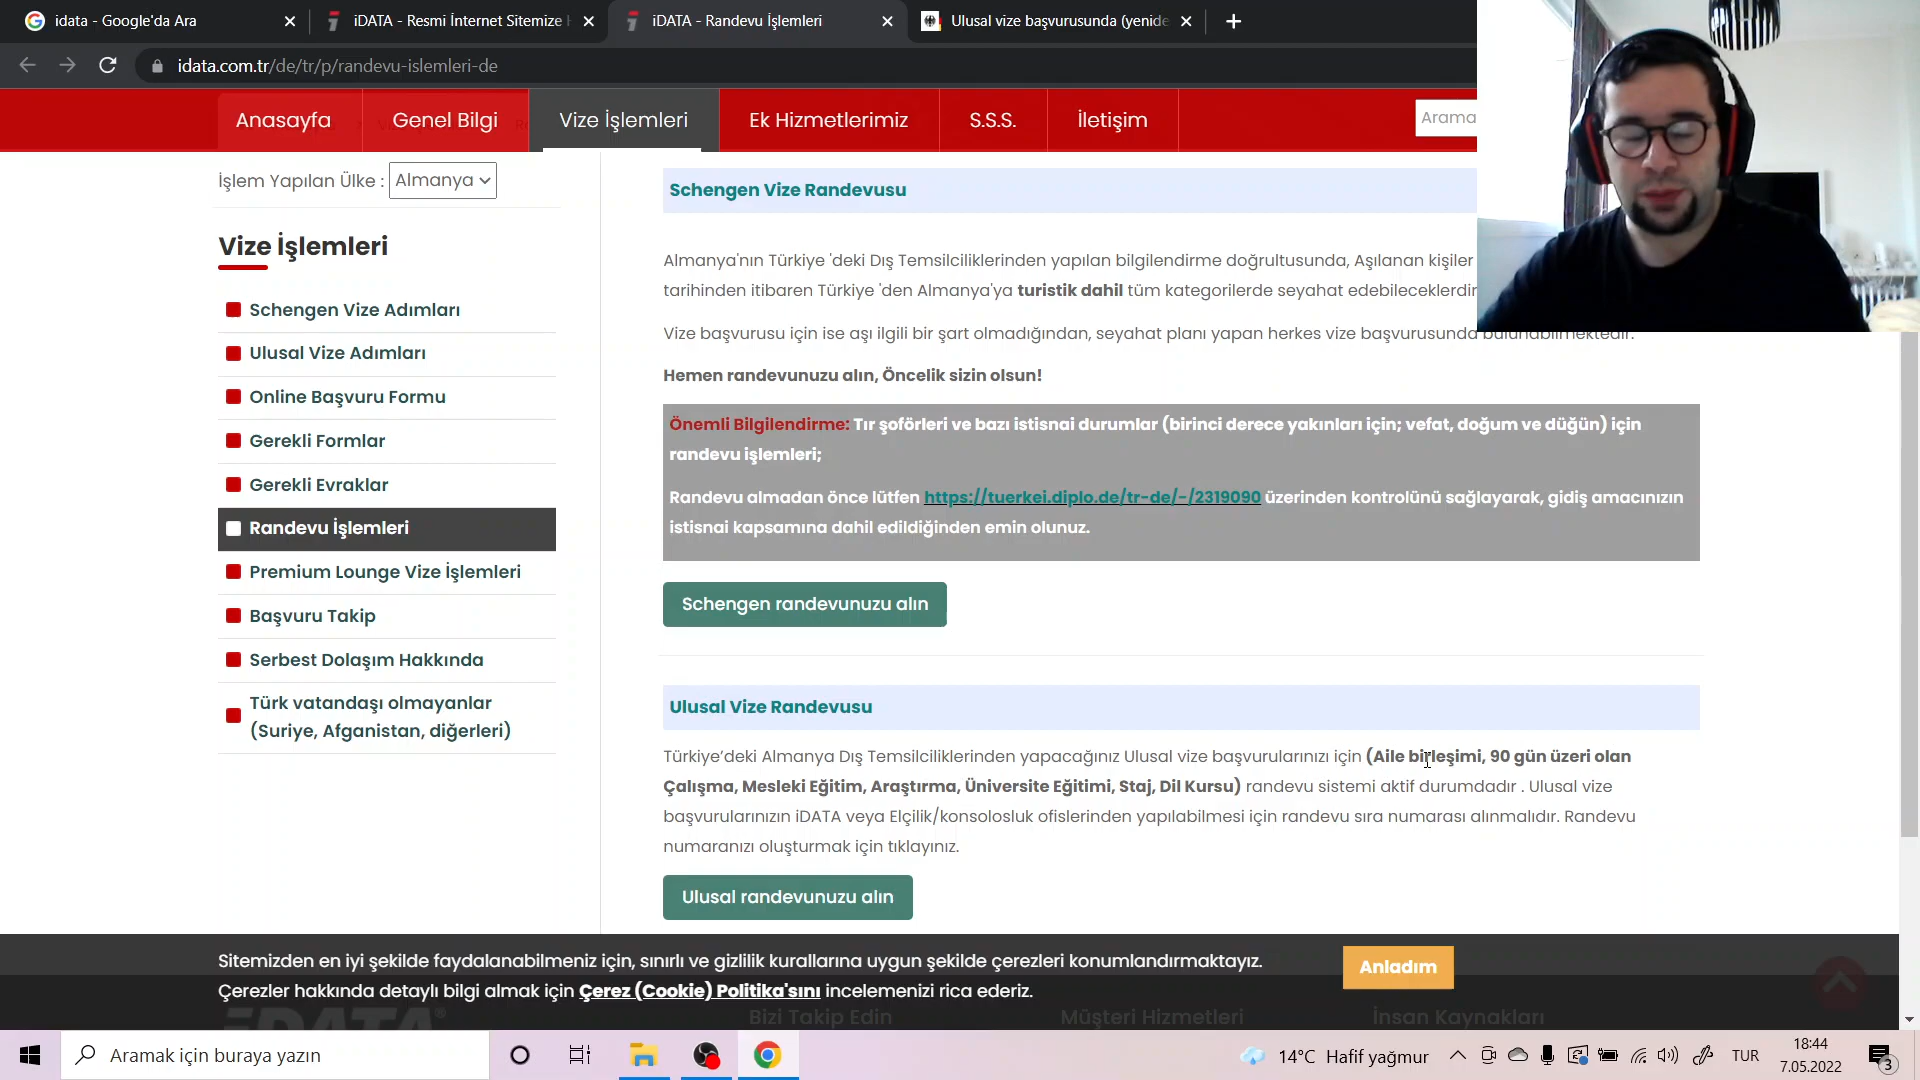 idata - Google'da Ara
iDATA - Resmi İnternet Sitemize
iDATA - Randevu İşlemleri
Ulusal vize başvurusunda (yenide
idata.com.tr/de/tr/p/randevu-islemleri-de
Anasayfa
Genel Bilgi
Vize İşlemleri
Ek Hizmetlerimiz
S.S.S.
İletişim
Arama
İşlem Yapılan Ülke :
Almanya
Vize İşlemleri
Schengen Vize Adımları
Ulusal Vize Adımları
Online Başvuru Formu
Gerekli Formlar
Gerekli Evraklar
Randevu İşlemleri
Premium Lounge Vize İşlemleri
Başvuru Takip
Serbest Dolaşım Hakkında
Türk vatandaşı olmayanlar
(Suriye, Afganistan, diğerleri)
Schengen Vize Randevusu
Almanya'nın Türkiye 'deki Dış Temsilciliklerinden yapılan bilgilendirme doğrultusunda, Aşılanan kişiler
tarihinden itibaren Türkiye 'den Almanya'ya turistik dahil tüm kategorilerde seyahat edebileceklerdir
Vize başvurusu için ise aşı ilgili bir şart olmadığından, seyahat planı yapan herkes vize başvurusunda bulunabilmektedir.
Hemen randevunuzu alın, Öncelik sizin olsun!
Önemli Bilgilendirme: Tır şoförleri ve bazı istisnai durumlar (birinci derece yakınları için; vefat, doğum ve düğün) için
randevu işlemleri;
Randevu almadan önce lütfen https://tuerkei.diplo.de/tr-de/-/2319090 üzerinden kontrolünü sağlayarak, gidiş amacınızın
istisnai kapsamına dahil edildiğinden emin olunuz.
Schengen randevunuzu alın
Ulusal Vize Randevusu
Türkiye’deki Almanya Dış Temsilciliklerinden yapacağınız Ulusal vize başvurularınızı için (Aile birleşimi, 90 gün üzeri olan
Çalışma, Mesleki Eğitim, Araştırma, Üniversite Eğitimi, Staj, Dil Kursu) randevu sistemi aktif durumdadır . Ulusal vize
başvurularınızın iDATA veya Elçilik/konsolosluk ofislerinden yapılabilmesi için randevu sıra numarası alınmalıdır. Randevu
numaranızı oluşturmak için tıklayınız.
Ulusal randevunuzu alın
Sitemizden en iyi şekilde faydalanabilmeniz için, sınırlı ve gizlilik kurallarına uygun şekilde çerezleri konumlandırmaktayız.
Çerezler hakkında detaylı bilgi almak için Çerez (Cookie) Politika'sını incelemenizi rica ederiz.
Anladım
iDATA®
Bizi Takip Edin
Müşteri Hizmetleri
İnsan Kaynakları
Aramak için buraya yazın
14°C Hafif yağmur
TUR
18:44
7.05.2022
3